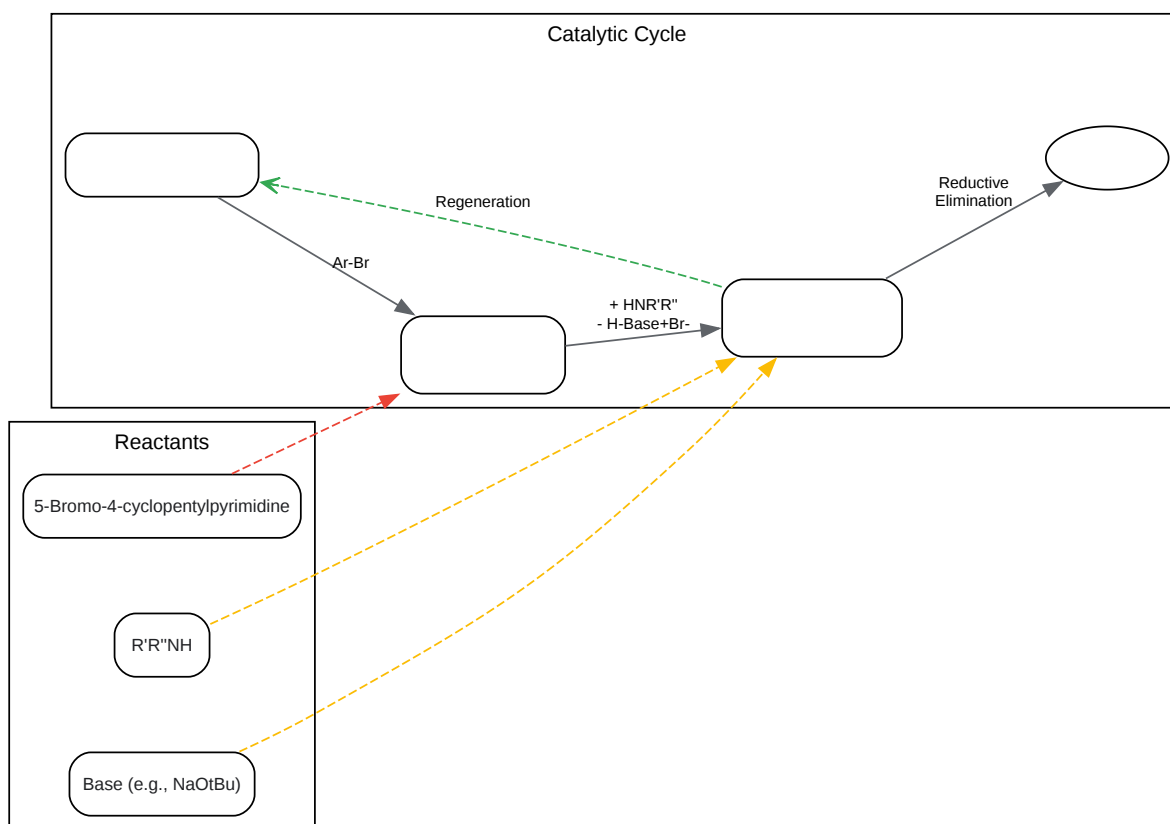 Catalytic Cycle
Reductive
Elimination
Regeneration
Ar-Br
+ HNR'R"
- H-Base+Br-
Reactants
5-Bromo-4-cyclopentylpyrimidine
R'R"NH
Base (e.g., NaOtBu)